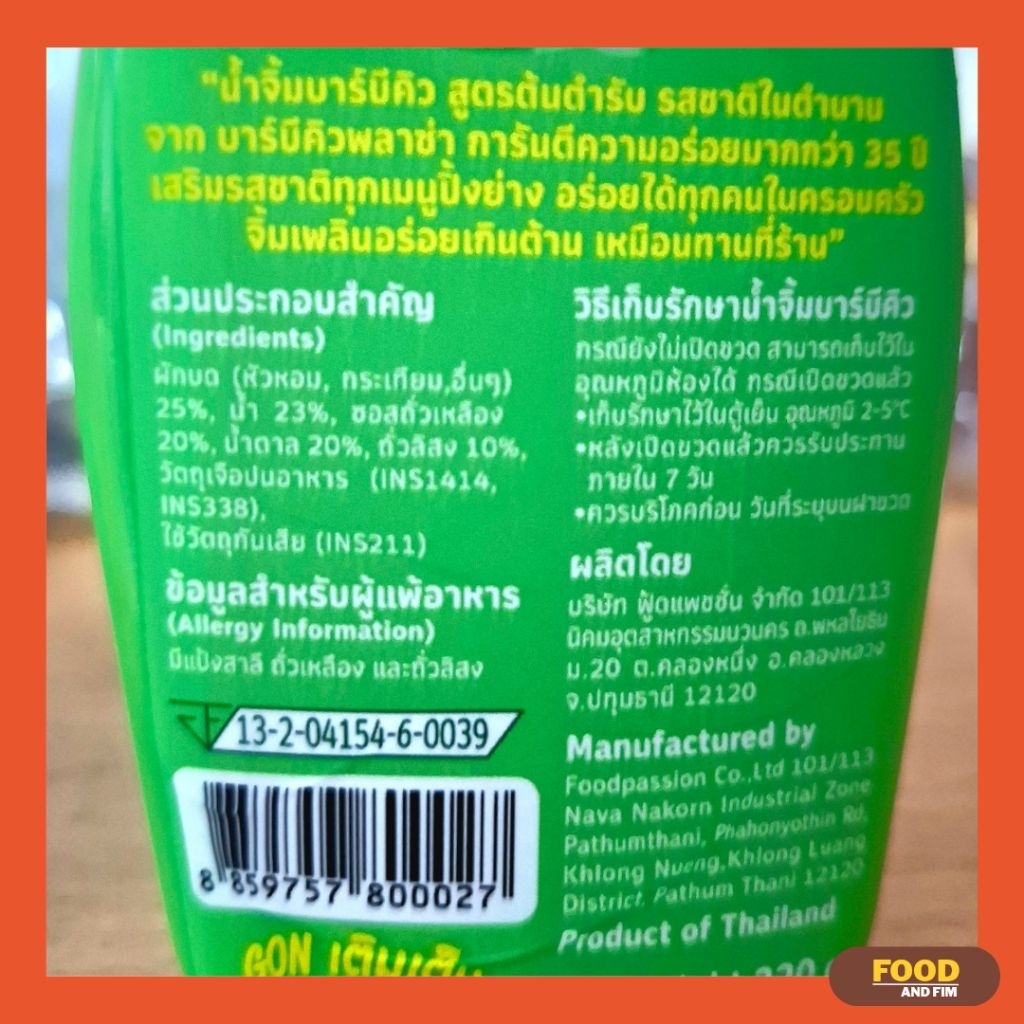 “น้ำจิ้มบาร์บีคิว สูตรต้นตำรับ รสชาติในตำนาน
จาก บาร์บีคิวพลาซ่า การันตีความอร่อยมากกว่า 35 ปี
เสริมรสชาติทุกเมนูปิ้งย่าง อร่อยได้ทุกคนในครอบครัว
จิ้มเพลินอร่อยเกินต้าน เหมือนทานที่ร้าน”
ส่วนประกอบสำคัญ
(Ingredients)
ผักบด (หัวหอม, กระเทียม,อื่นๆ)
25%, น้ำ 23%, ซอสถั่วเหลือง
20%, น้ำตาล 20%, ถั่วลิสง 10%,
วัตถุเจือปนอาหาร (INS1414,
INS338),
ใช้วัตถุกันเสีย (INS211)
ข้อมูลสำหรับผู้แพ้อาหาร
(Allergy Information)
มีแป้งสาลี ถั่วเหลือง และถั่วลิสง
13-2-04154-6-0039
8 859757 800027
GON เติมเต็ม
วิธีเก็บรักษาน้ำจิ้มบาร์บีคิว
กรณียังไม่เปิดขวด สามารถเก็บไว้ใน
อุณหภูมิห้องได้ กรณีเปิดขวดแล้ว
•เก็บรักษาไว้ในตู้เย็น อุณหภูมิ 2-5°C
•หลังเปิดขวดแล้วควรรับประทาน
ภายใน 7 วัน
•ควรบริโภคก่อน วันที่ระบุบนฝาขวด
ผลิตโดย
บริษัท ฟู้ดแพชชั่น จำกัด 101/113
นิคมอุตสาหกรรมนวนคร ถ.พหลโยธิน
ม.20 ต.คลองหนึ่ง อ.คลองหลวง
จ.ปทุมธานี 12120
Manufactured by
Foodpassion Co.,Ltd 101/113
Nava Nakorn Industrial Zone
Pathumthani, Phahonyothin Rd,
Khlong Nueng,Khlong Luang
District, Pathum Thani 12120
Product of Thailand
FOOD
AND FIM